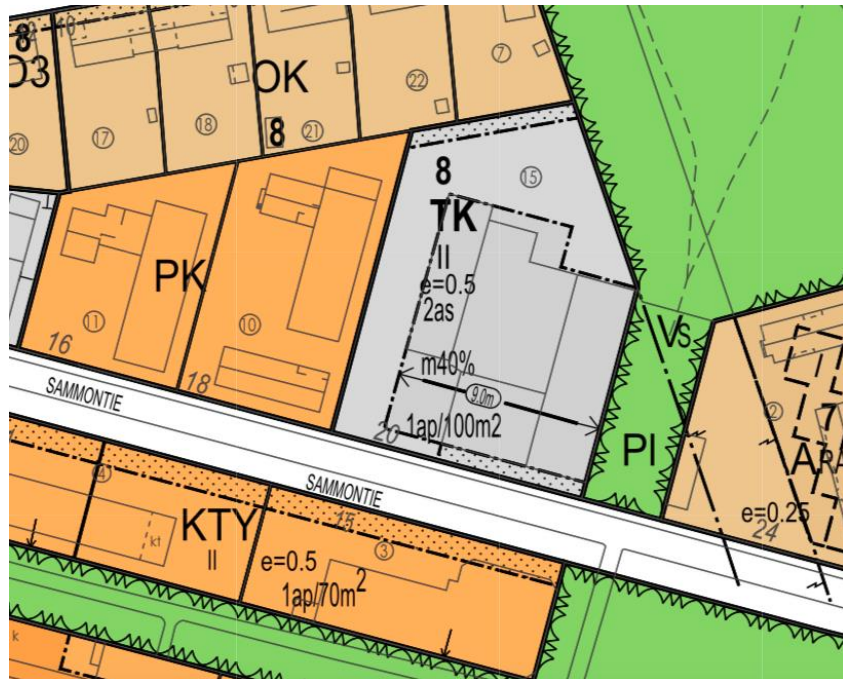 8
O3
OK
8
7
22
21
18
17
20
15
8
TK
II
e=0.5
2as
m40%
9.0m
1ap/100m2
20
PK
11
10
16
18
SAMMONTIE
SAMMONTIE
Vs
PI
2
I
7
e=0.25
24
4
15
KTY
II
kt
3
e=0.5
1ap/70m2
k